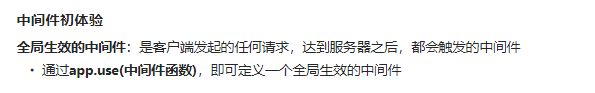 中间件初体验
全局生效的中间件：是客户端发起的任何请求，达到服务器之后，都会触发的中间件
• 通过app.use(中间件函数)，即可定义一个全局生效的中间件